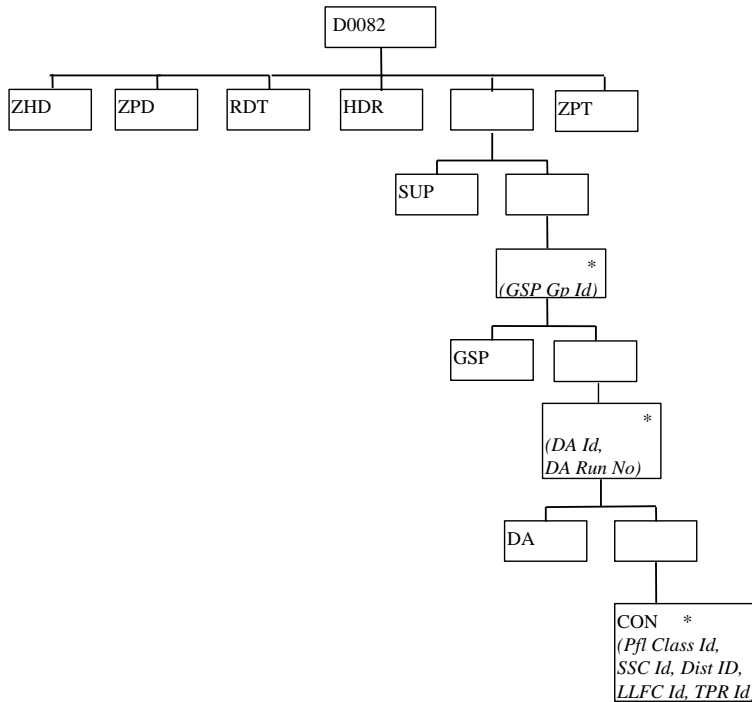 D0082
ZHD ZPD RDT HDR ZPT
SUP
*
(GSP Gp Id)
GSP
*
(DA Id,
DA Run No)
DA
CON *
(Pfl Class Id,
SSC Id, Dist ID,
LLFC Id, TPR Id)